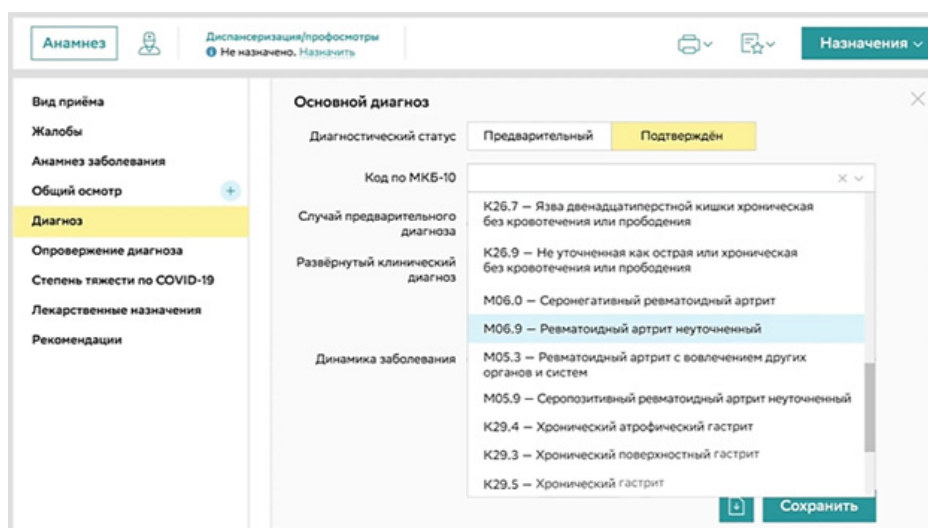 Анамнез
Диспансеризация/профосмотры
Не назначено. Назначить
Назначения
Вид приёма
Жалобы
Анамнез заболевания
Общий осмотр
Диагноз
Опровержение диагноза
Степень тяжести по COVID-19
Лекарственные назначения
Рекомендации
Основной диагноз
Диагностический статус
Предварительный
Подтверждён
Код по МКБ-10
Случай предварительного
диагноза
Развёрнутый клинический
диагноз
Динамика заболевания
K26.7 — Язва двенадцатиперстной кишки хроническая
без кровотечения или прободения
K26.9 — Не уточненная как острая или хроническая
без кровотечения или прободения
M06.0 — Серонегативный ревматоидный артрит
M06.9 — Ревматоидный артрит неуточненный
M05.3 — Ревматоидный артрит с вовлечением других
органов и систем
M05.9 — Серопозитивный ревматоидный артрит неуточненный
K29.4 — Хронический атрофический гастрит
K29.3 — Хронический поверхностный гастрит
K29.5 — Хронический гастрит
Сохранить